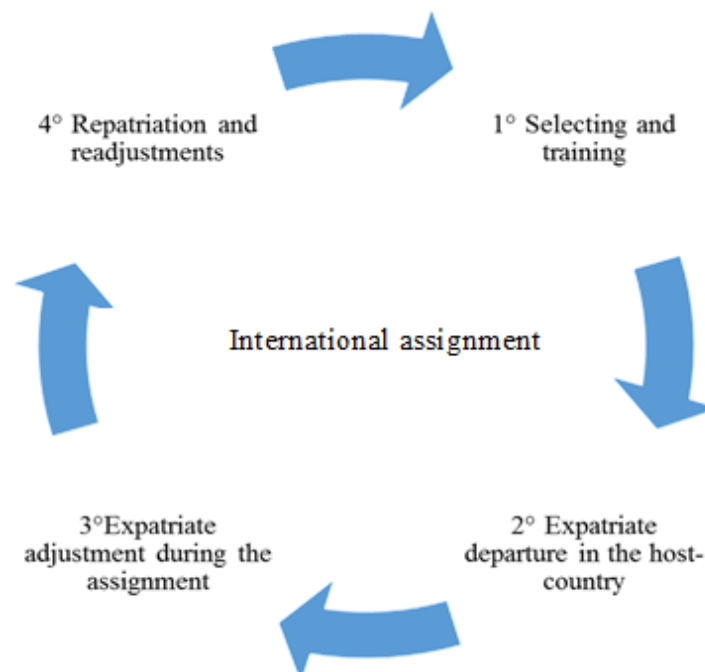 4° Repatriation and
readjustments
1° Selecting and
training
International assignment
3°Expatriate
adjustment during the
assignment
2° Expatriate
departure in the host-
country